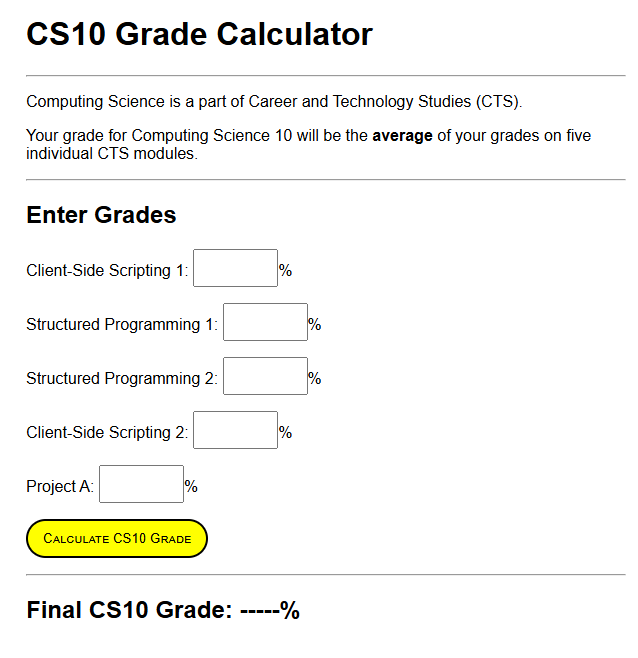 CS10 Grade Calculator
Computing Science is a part of Career and Technology Studies (CTS).
Your grade for Computing Science 10 will be the average of your grades on five
individual CTS modules.
Enter Grades
Client-Side Scripting 1: %
Structured Programming 1: %
Structured Programming 2: %
Client-Side Scripting 2: %
Project A: %
Calculate CS10 Grade
Final CS10 Grade: -----%